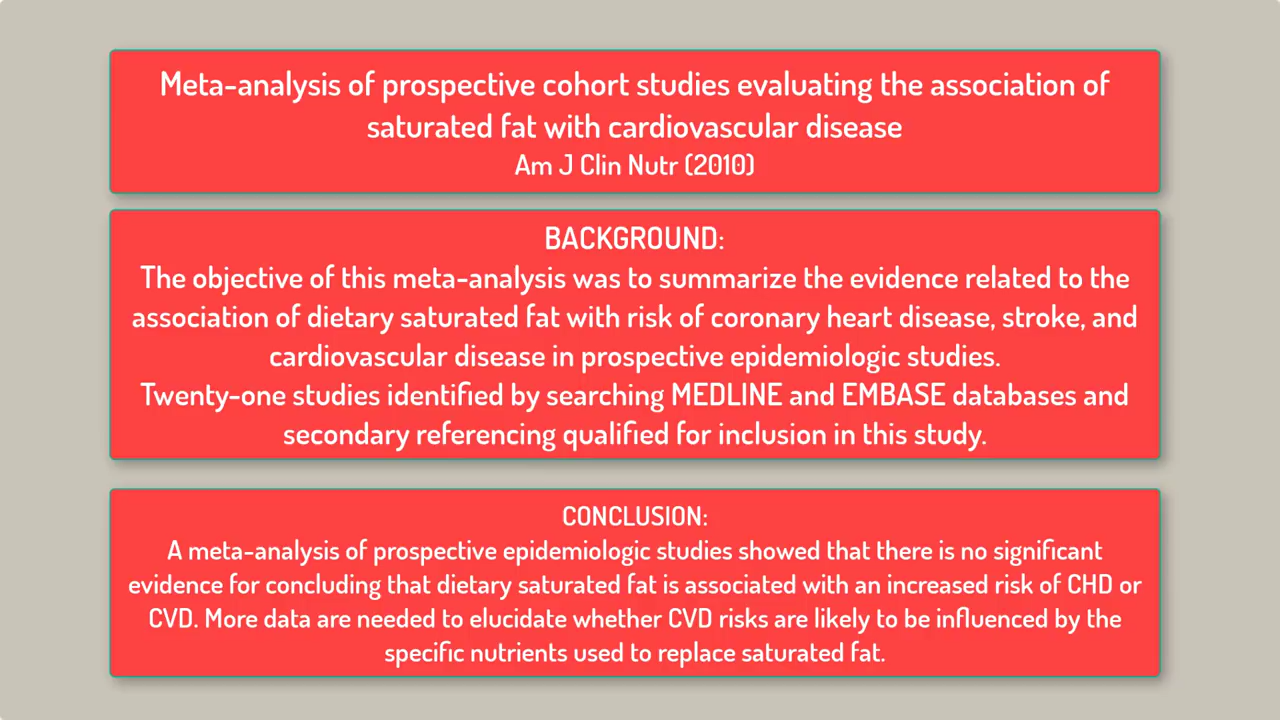 Meta-analysis of prospective cohort studies evaluating the association of
saturated fat with cardiovascular disease
Am J Clin Nutr (2010)
BACKGROUND:
The objective of this meta-analysis was to summarize the evidence related to the
association of dietary saturated fat with risk of coronary heart disease, stroke, and
cardiovascular disease in prospective epidemiologic studies.
Twenty-one studies identified by searching MEDLINE and EMBASE databases and
secondary referencing qualified for inclusion in this study.
CONCLUSION:
A meta-analysis of prospective epidemiologic studies showed that there is no significant
evidence for concluding that dietary saturated fat is associated with an increased risk of CHD or
CVD. More data are needed to elucidate whether CVD risks are likely to be influenced by the
specific nutrients used to replace saturated fat.